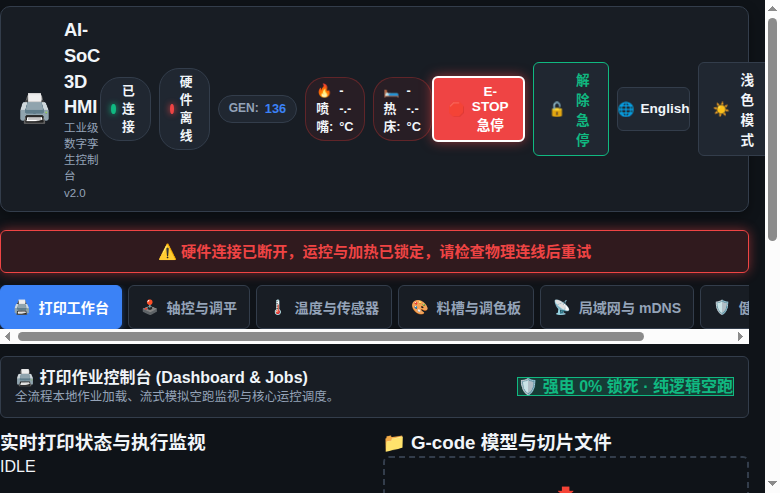 AI-
SoC
3D
HMI
工业级
数字孪
生控制
台
v2.0
已
连
接
硬
件
离
线
GEN: 136
喷
嘴:
-
-.-
°C
热
床:
-
-.-
°C
E-
STOP
急停
解
除
急
停
English
浅
色
模
式
硬件连接已断开，运控与加热已锁定，请检查物理连线后重试
打印工作台
轴控与调平
温度与传感器
料槽与调色板
局域网与 mDNS
打印作业控制台 (Dashboard & Jobs)
全流程本地作业加载、流式模拟空跑监视与核心运控调度。
强电 0% 锁死 · 纯逻辑空跑
实时打印状态与执行监视
IDLE
G-code 模型与切片文件